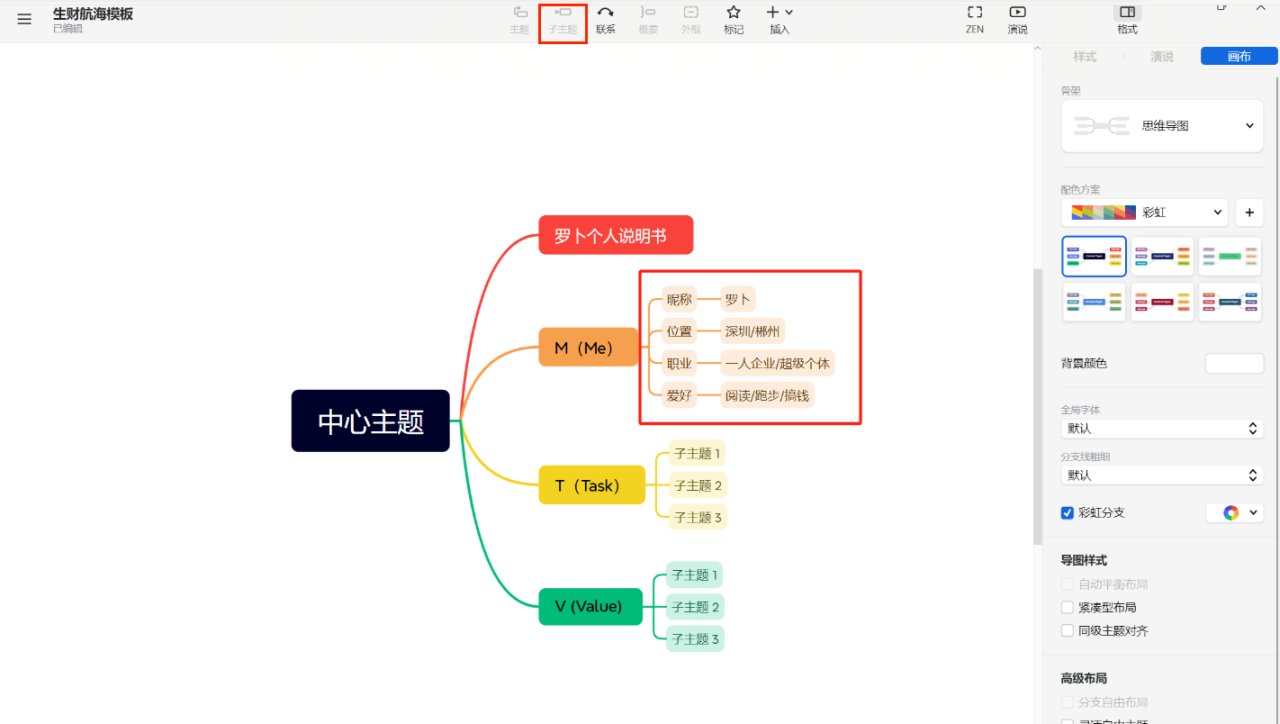 生财航海模板
已编辑
主题
子主题
联系
概要
外框
标记
插入
ZEN
演说
格式
样式
演说
画布
骨架
思维导图
配色方案
彩虹
背景颜色
全局字体
默认
分支线粗细
默认
彩虹分支
导图样式
自动平衡布局
紧凑型布局
同级主题对齐
高级布局
分支自由布局
中心主题
罗卜个人说明书
M（Me）
昵称
罗卜
位置
深圳/郴州
职业
一人企业/超级个体
爱好
阅读/跑步/搞钱
T（Task）
子主题 1
子主题 2
子主题 3
V (Value)
子主题 1
子主题 2
子主题 3